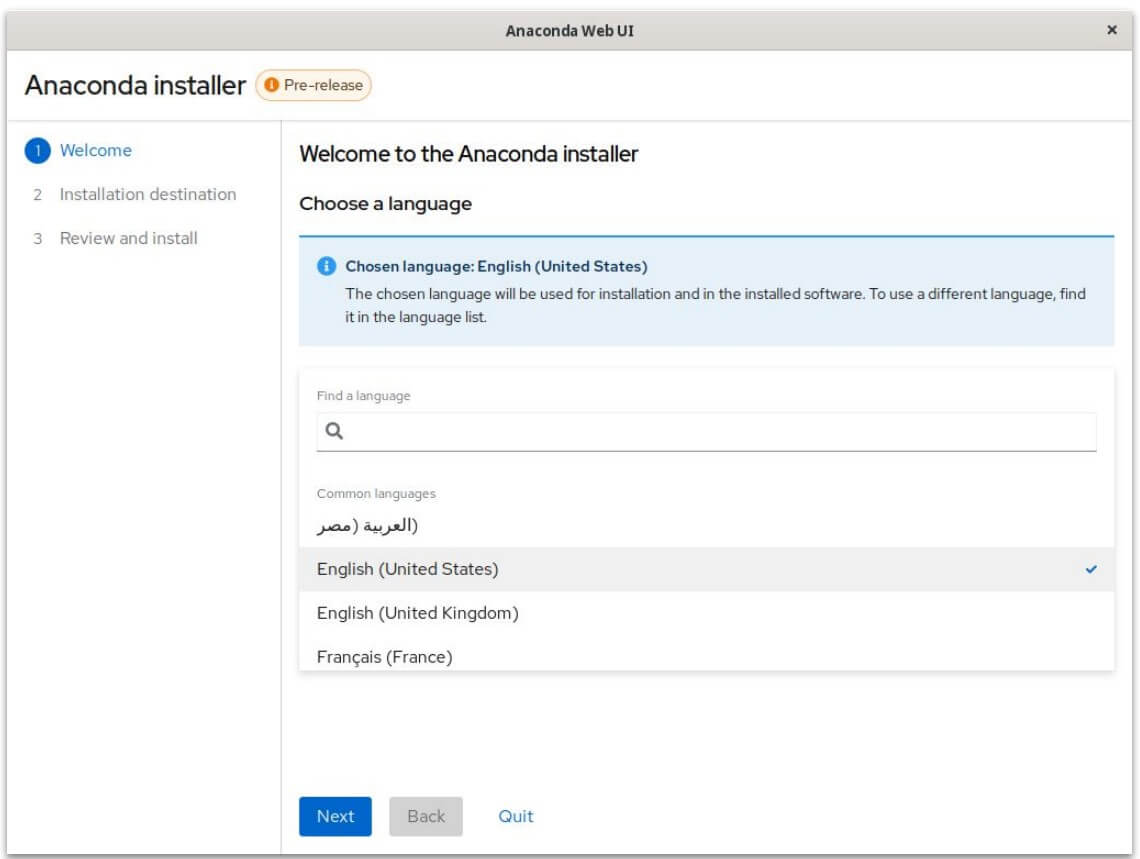 Anaconda Web UI
Anaconda installer
Pre-release
1 Welcome
2 Installation destination
3 Review and install
Welcome to the Anaconda installer
Choose a language
Chosen language: English (United States)
The chosen language will be used for installation and in the installed software. To use a different language, find
it in the language list.
Find a language
Common languages
العربية (مصر)
English (United States)
English (United Kingdom)
Français (France)
Next
Back
Quit